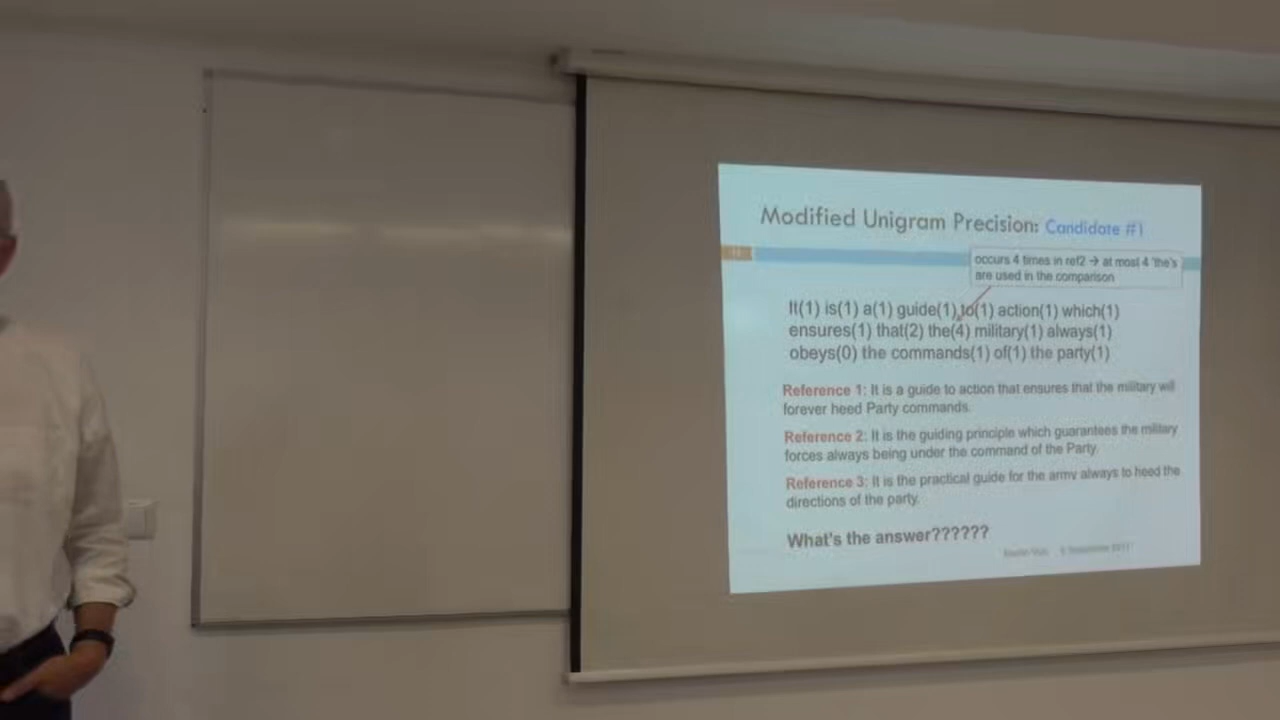 Modified Unigram Precision: Candidate #1
occurs 4 times in ref2 → at most 4 'the's
are used in the comparison
It(1) is(1) a(1) guide(1) to(1) action(1) which(1)
ensures(1) that(2) the(4) military(1) always(1)
obeys(0) the commands(1) of(1) the party(1)
Reference 1: It is a guide to action that ensures that the military will
forever heed Party commands.
Reference 2: It is the guiding principle which guarantees the military
forces always being under the command of the Party.
Reference 3: It is the practical guide for the army always to heed the
directions of the party.
What's the answer??????